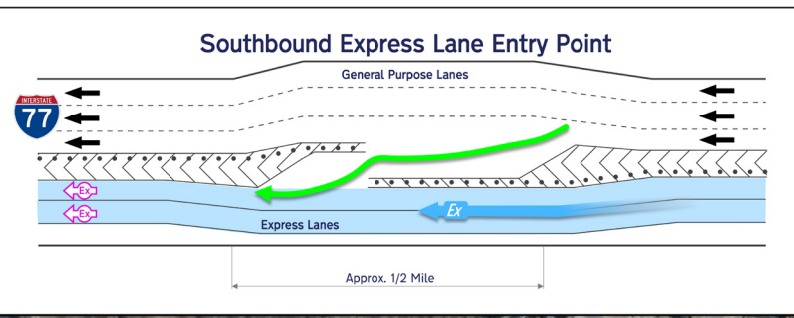 Southbound Express Lane Entry Point
General Purpose Lanes
INTERSTATE
77
Ex
Ex
Ex
Express Lanes
Approx. 1/2 Mile